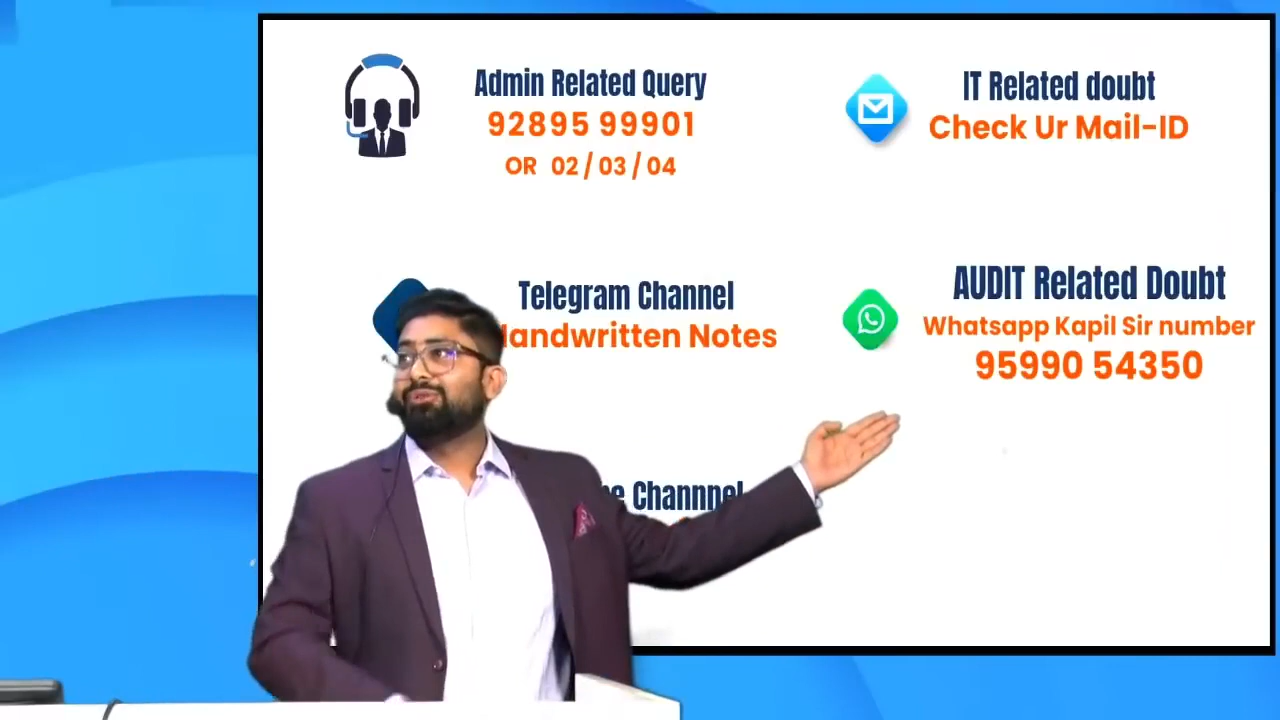 Admin Related Query
92895 99901
OR 02 / 03 / 04
IT Related doubt
Check Ur Mail-ID
Telegram Channel
Handwritten Notes
AUDIT Related Doubt
Whatsapp Kapil Sir number
95990 54350
Channnel